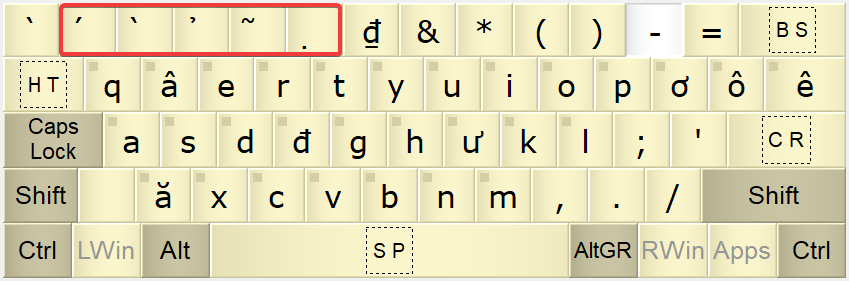 ` ˊ ˋ ̉ ˜ . ₫ & * ( ) - = BS
HT q â e r t y u i o p ơ ô ê
Caps Lock a s d đ g h ư k l ; ' CR
Shift ă x c v b n m , . / Shift
Ctrl LWin Alt SP AltGR RWin Apps Ctrl